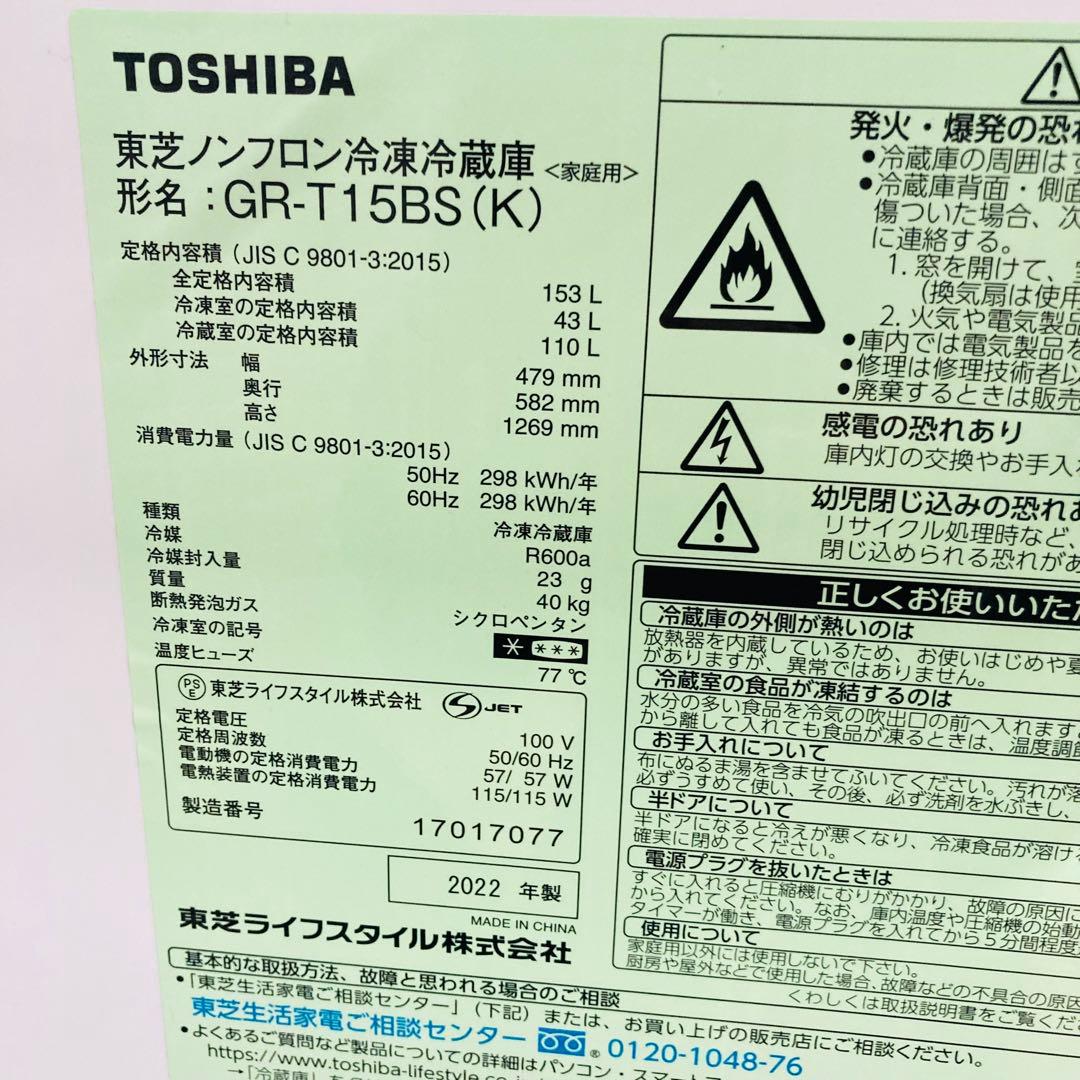 TOSHIBA
東芝ノンフロン冷凍冷蔵庫 <家庭用>
形名：GR-T15BS(K)
定格内容積（JIS C 9801-3:2015）
全定格内容積 153 L
冷凍室の定格内容積 43 L
冷蔵室の定格内容積 110 L
外形寸法 幅 479 mm
奥行 582 mm
高さ 1269 mm
消費電力量（JIS C 9801-3:2015）
50Hz 298 kWh/年
60Hz 298 kWh/年
種類 冷凍冷蔵庫
冷媒 R600a
冷媒封入量 23 g
質量 40 kg
断熱発泡ガス シクロペンタン
冷凍室の記号 * ***
温度ヒューズ 77 ℃
PSE 東芝ライフスタイル株式会社 S JET
定格電圧 100 V
定格周波数 50/60 Hz
電動機の定格消費電力 57/ 57 W
電熱装置の定格消費電力 115/115 W
製造番号 17017077
2022 年製
MADE IN CHINA
東芝ライフスタイル株式会社
基本的な取扱方法、故障と思われる場合のご相談
•「東芝生活家電ご相談センター」（下記）または、お買い上げの販売店にご相談ください。
東芝生活家電ご相談センター ® 0120-1048-76
•よくあるご質問など製品についての詳細はパソコン・スマート
https://www.toshiba-lifestyle.co
→「冷蔵庫」
発火・爆発の恐れ
●冷蔵庫の周囲は
●冷蔵庫背面・側面
傷ついた場合、次
に連絡する。
1. 窓を開けて、
(換気扇は使用
2. 火気や電気製品
●庫内では電気製品を
●修理は修理技術者以
●廃棄するときは販売
感電の恐れあり
庫内灯の交換やお手入
幼児閉じ込みの恐れあ
リサイクル処理時など、
閉じ込められる恐れがあ
正しくお使いいただ
冷蔵庫の外側が熱いのは
放熱器を内蔵しているため、お使いはじめや夏
がありますが、異常ではありません。
冷蔵室の食品が凍結するのは
水分の多い食品を冷気の吹出口の前へ入れます
から離して入れても食品が凍るときは、温度調節
お手入れについて
布にぬるま湯を含ませてふいてください。汚れが落
必ずうすめて使い、その後、必ず洗剤を水ぶきし、
半ドアについて
半ドアになると冷えが悪くなり、冷凍食品が溶ける
確実に閉めてください。
電源プラグを抜いたときは
すぐに入れると圧縮機にむりがかかり、故障の原因に
から入れてください。なお、庫内温度や圧縮機の始動
タイマーが働き、電源プラグを入れてから5分間程度
使用について
家庭用以外には使用しないで下さい。
厨房や屋外などで使用した場合、故障などの不具合の原因
くわしくは取扱説明書をご覧くだ